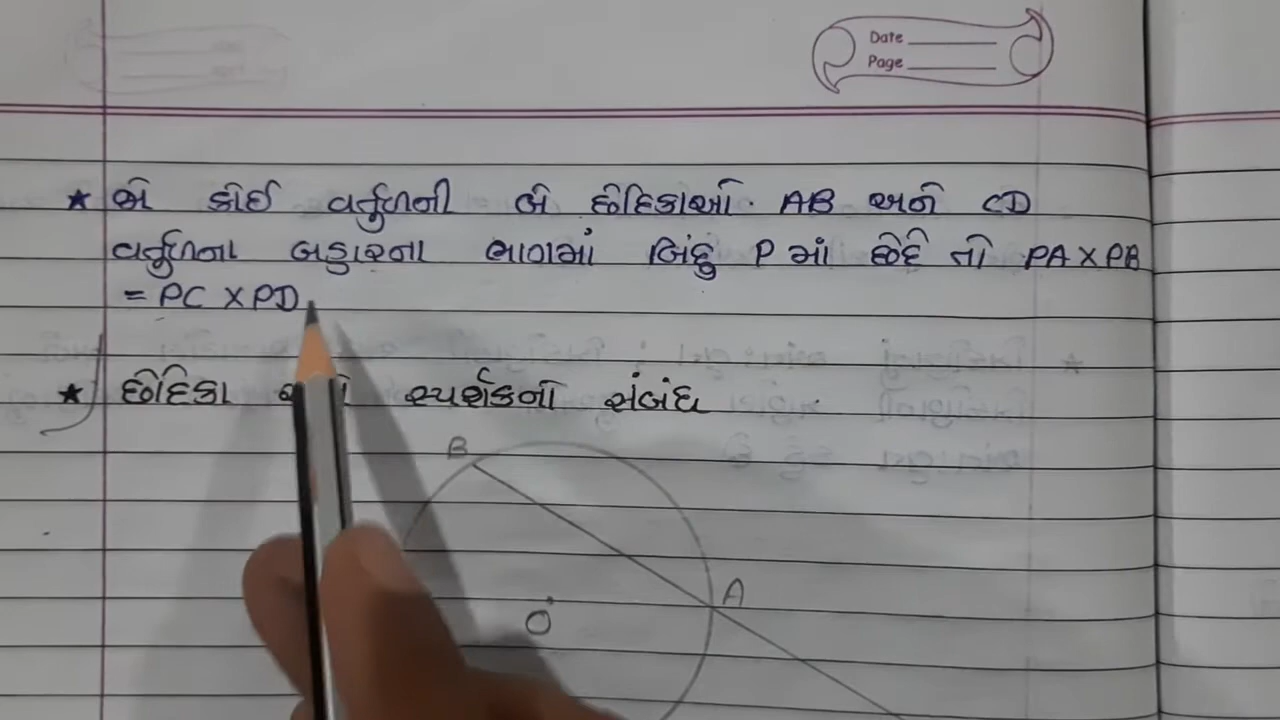 Date
Page
★ જો કોઈ વર્તુળની બે છેદિકાઓ. AB અને CD
વર્તુળના બહારના ભાગમાં બિંદુ P માં છેદે તો PA × PB
= PC × PD
★ છેદિકા સ્પર્શકનો સંબંધ
B
A
O